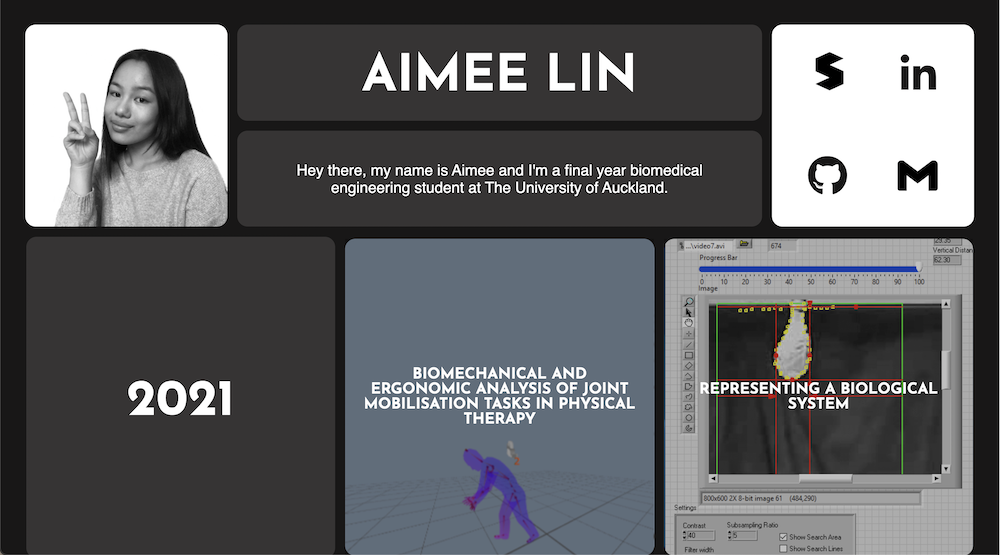 AIMEE LIN
Hey there, my name is Aimee and I'm a final year biomedical
engineering student at The University of Auckland.
in
2021
BIOMECHANICAL AND
ERGONOMIC ANALYSIS OF JOINT
MOBILISATION TASKS IN PHYSICAL
THERAPY
...\video7.avi
674
29.35
Vertical Distan
62.30
Progress Bar
0 10 20 30 40 50 60 70 80 90 100
Image
REPRESENTING A BIOLOGICAL
SYSTEM
800x600 2X 8-bit image 61 (484,290)
Settings
Contrast
40
Subsampling Ratio
5
Show Search Area
Show Search Lines
Filter width